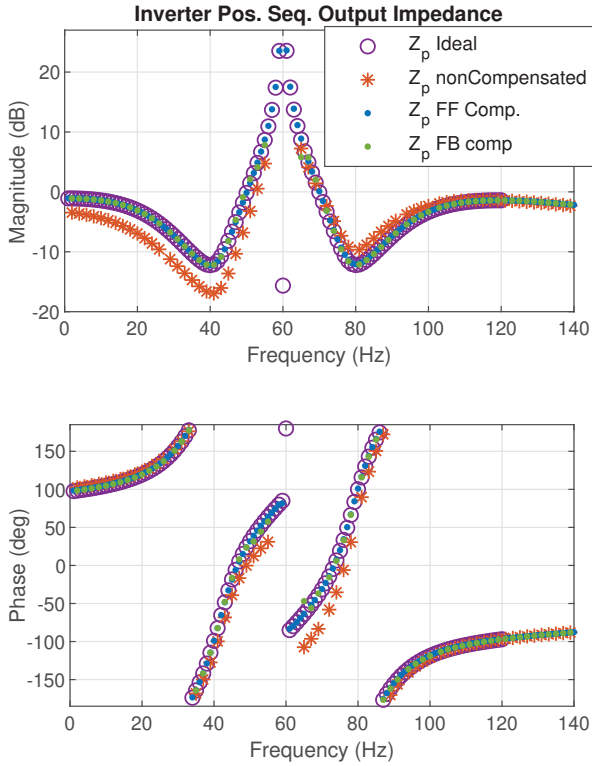 Inverter Pos. Seq. Output Impedance
Z_p Ideal
Z_p nonCompensated
Z_p FF Comp.
Z_p FB comp
Magnitude (dB)
20
10
0
-10
-20
0 20 40 60 80 100 120 140
Frequency (Hz)
Phase (deg)
150
100
50
0
-50
-100
-150
0 20 40 60 80 100 120 140
Frequency (Hz)